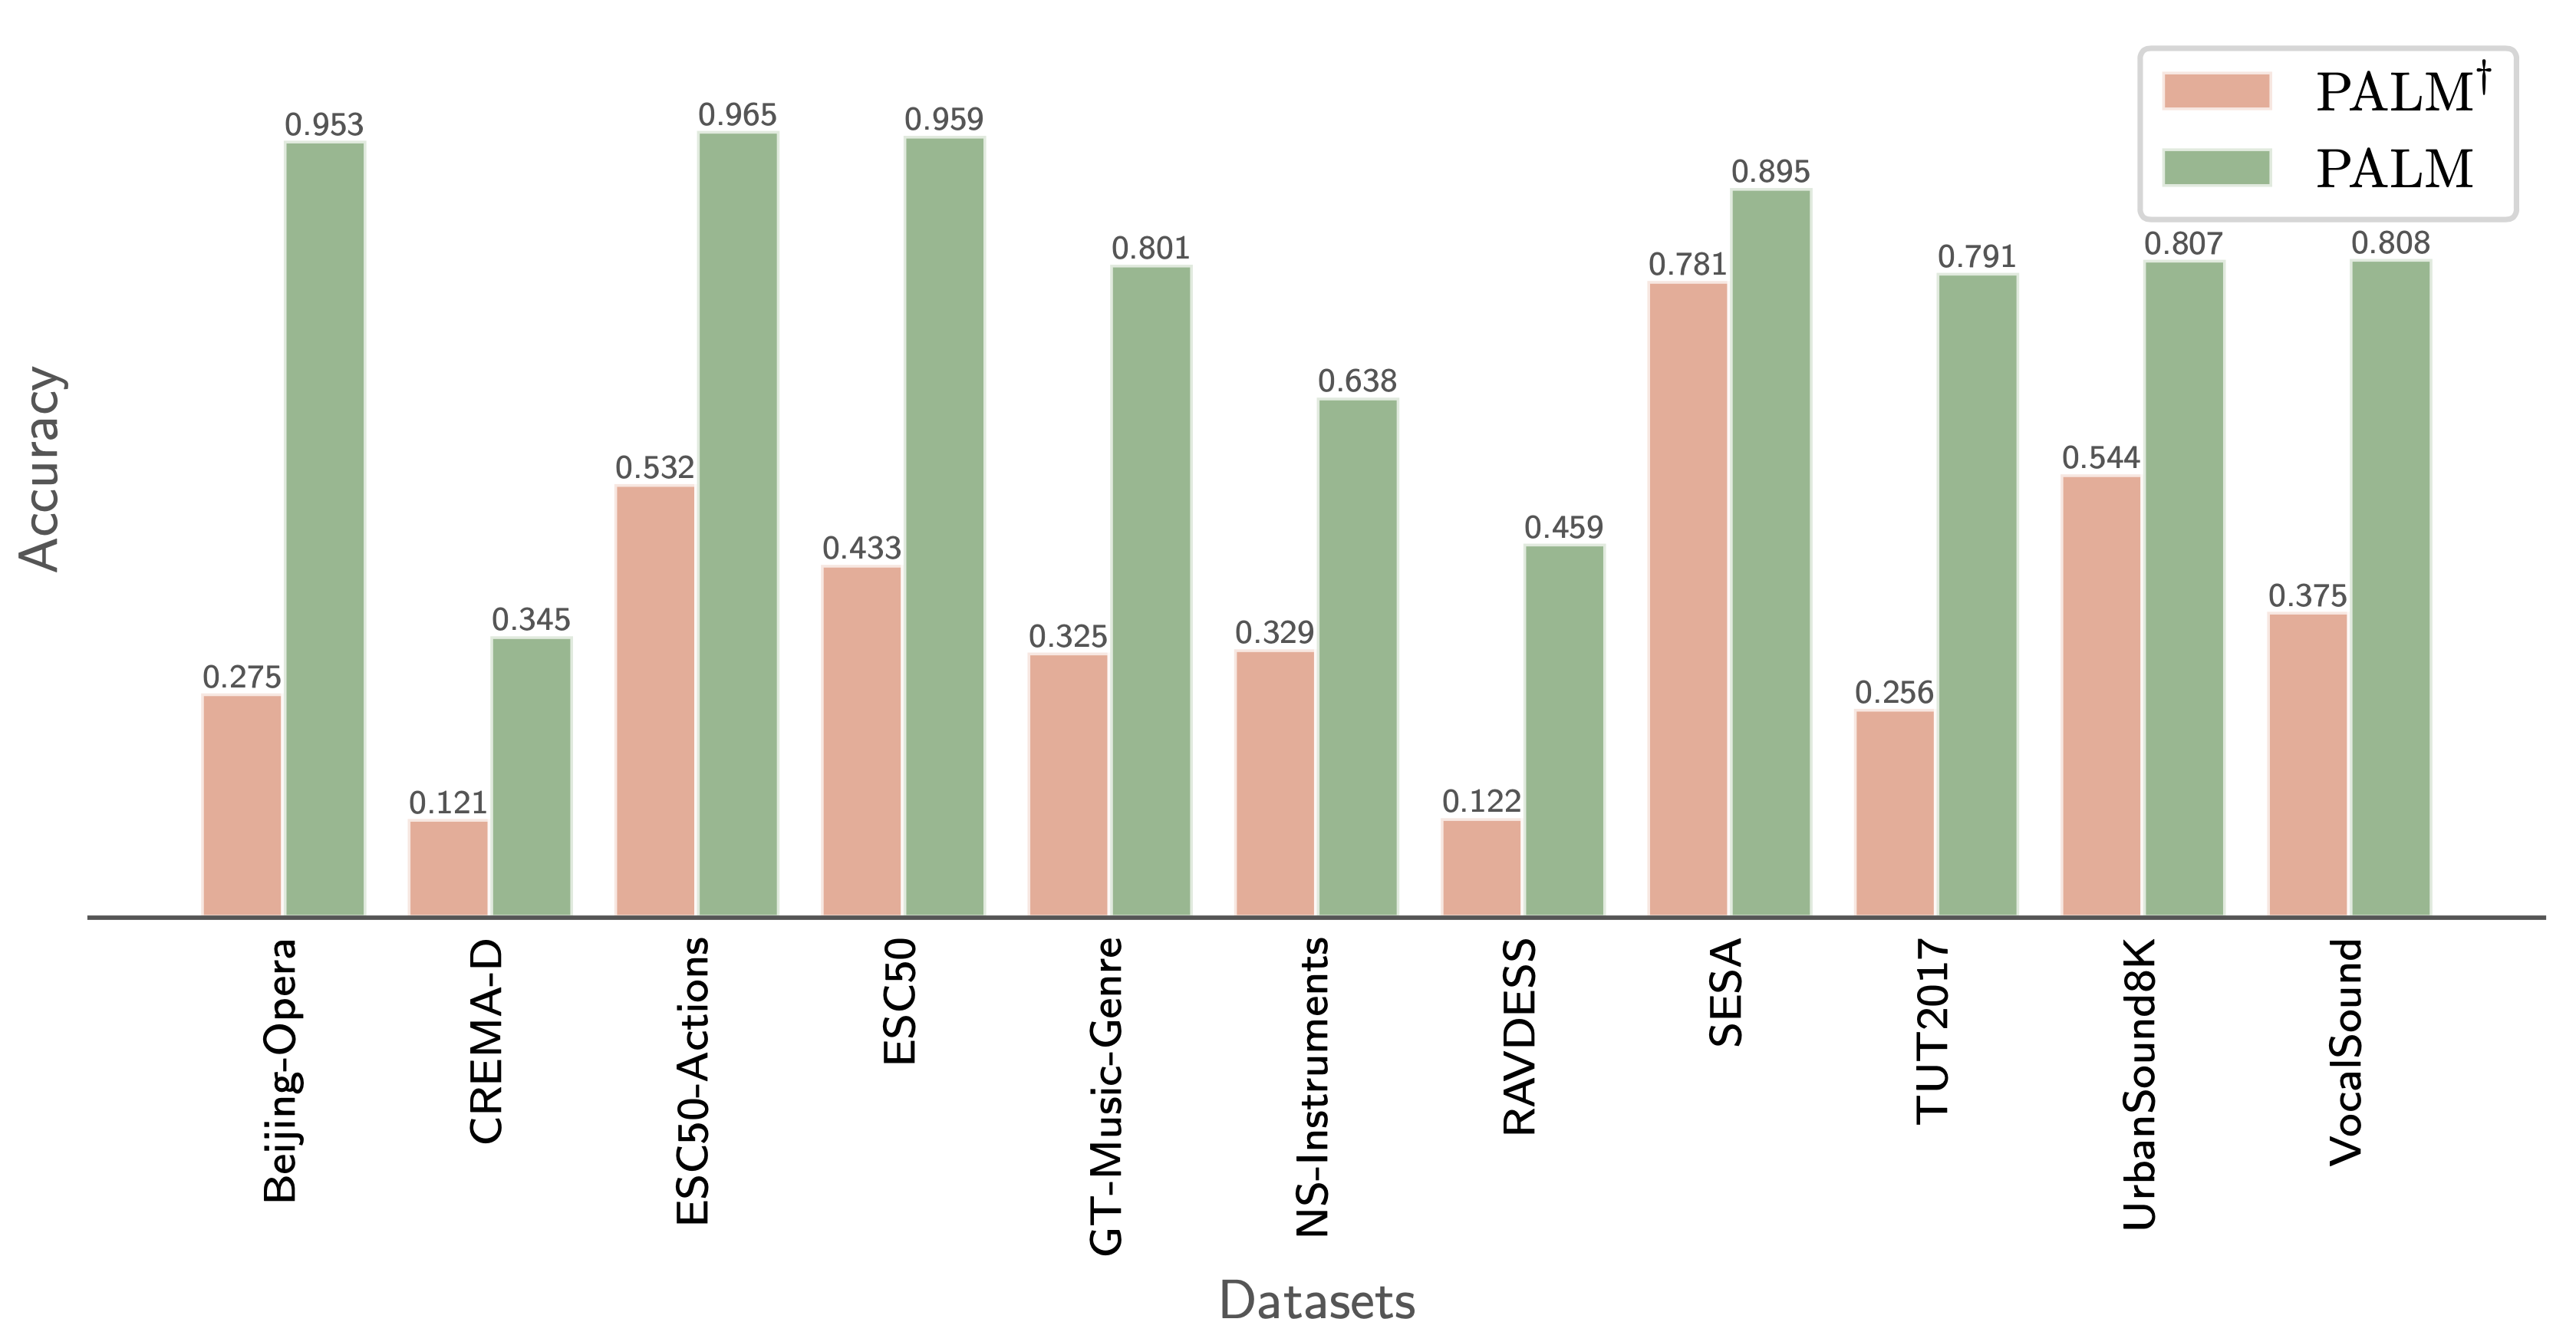 PALM†
PALM
Accuracy
0.275
0.953
0.121
0.345
0.532
0.965
0.433
0.959
0.325
0.801
0.329
0.638
0.122
0.459
0.781
0.895
0.256
0.791
0.544
0.807
0.375
0.808
Beijing-Opera
CREMA-D
ESC50-Actions
ESC50
GT-Music-Genre
NS-Instruments
RAVDESS
SESA
TUT2017
UrbanSound8K
VocalSound
Datasets